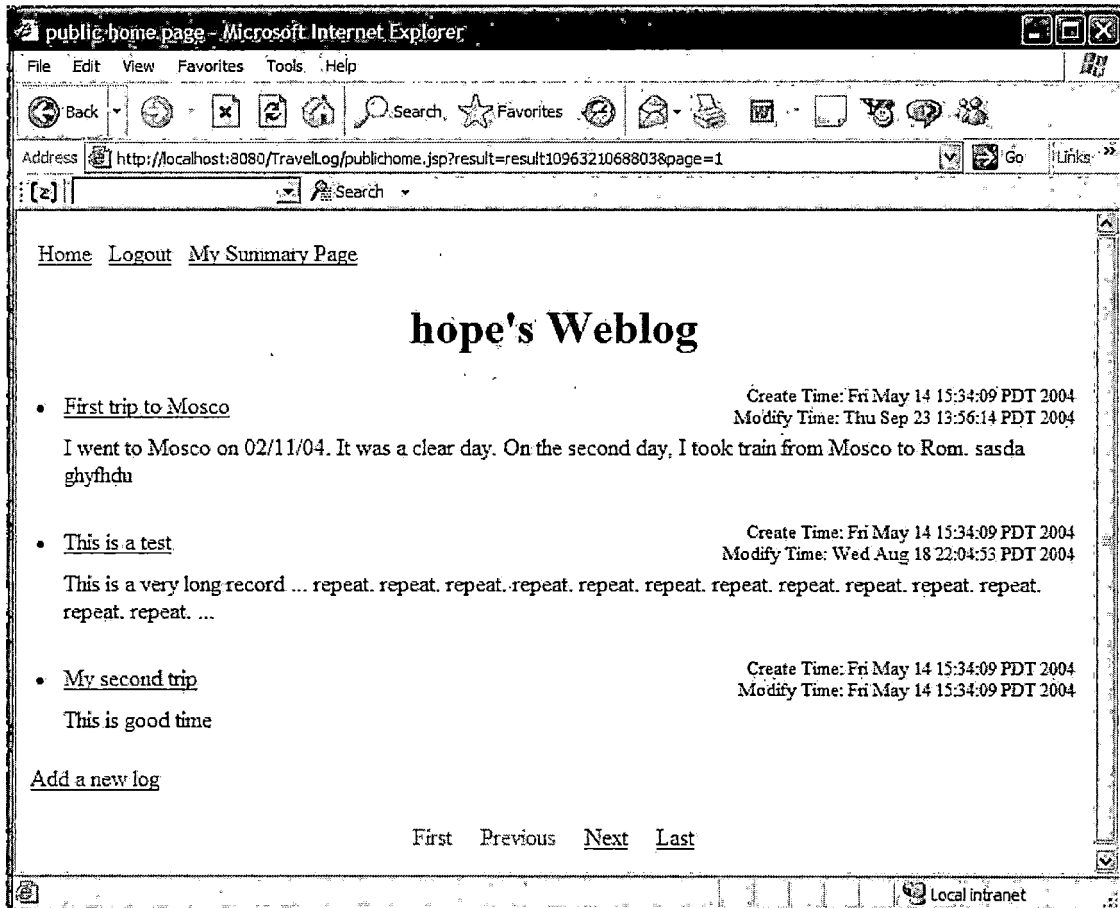 public home page - Microsoft Internet Explorer
File Edit View Favorites Tools Help
Back Search Favorites
Address http://localhost:8080/TravelLog/publichome.jsp?result=result1096321068803&page=1 Go Links »
[z] Search
Home Logout My Summary Page
hope's Weblog
• First trip to Mosco
Create Time: Fri May 14 15:34:09 PDT 2004
Modify Time: Thu Sep 23 13:56:14 PDT 2004
I went to Mosco on 02/11/04. It was a clear day. On the second day, I took train from Mosco to Rom. sasda
ghyfhdu
• This is a test
Create Time: Fri May 14 15:34:09 PDT 2004
Modify Time: Wed Aug 18 22:04:53 PDT 2004
This is a very long record ... repeat. repeat. repeat. repeat. repeat. repeat. repeat. repeat. repeat. repeat. repeat.
repeat. repeat. ...
• My second trip
Create Time: Fri May 14 15:34:09 PDT 2004
Modify Time: Fri May 14 15:34:09 PDT 2004
This is good time
Add a new log
First Previous Next Last
Local intranet